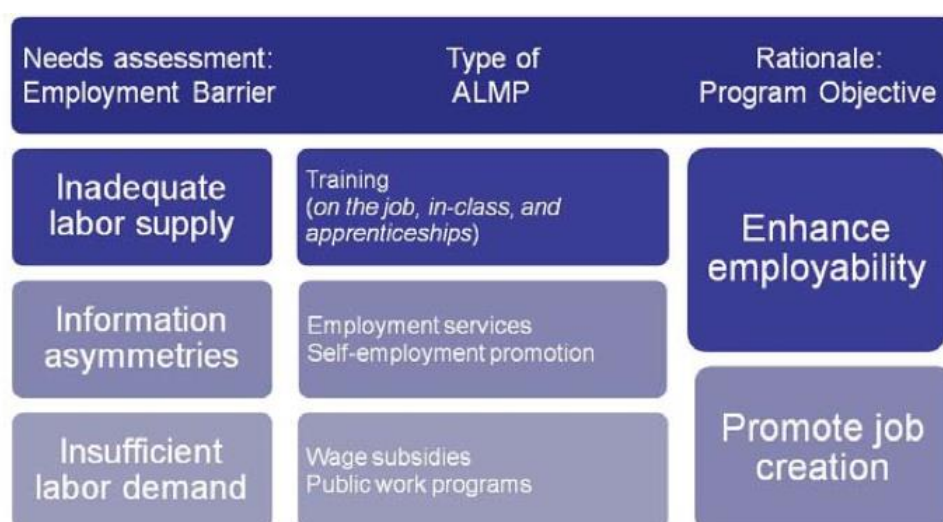 Needs assessment:
Employment Barrier
Type of
ALMP
Rationale:
Program Objective
Inadequate
labor supply
Training
(on the job, in-class, and
apprenticeships)
Enhance
employability
Information
asymmetries
Employment services
Self-employment promotion
Insufficient
labor demand
Wage subsidies
Public work programs
Promote job
creation